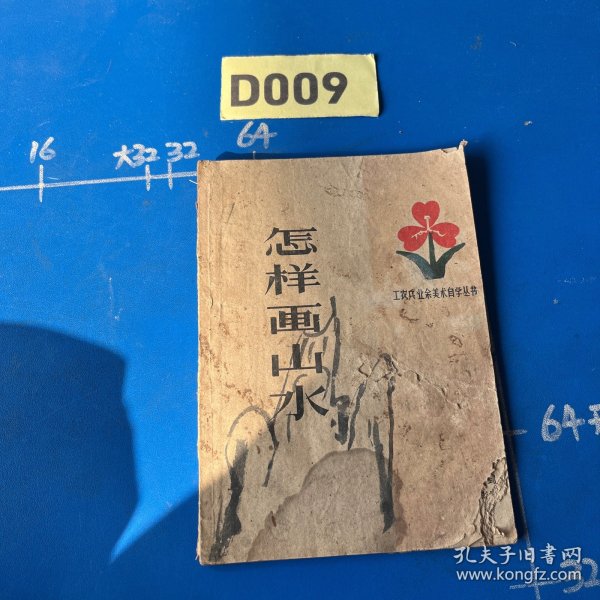 D009
16
大32
32
64
怎样画山水
工农兵业余美术自学丛书
64开
32
孔夫子旧书网
www.kongfz.com